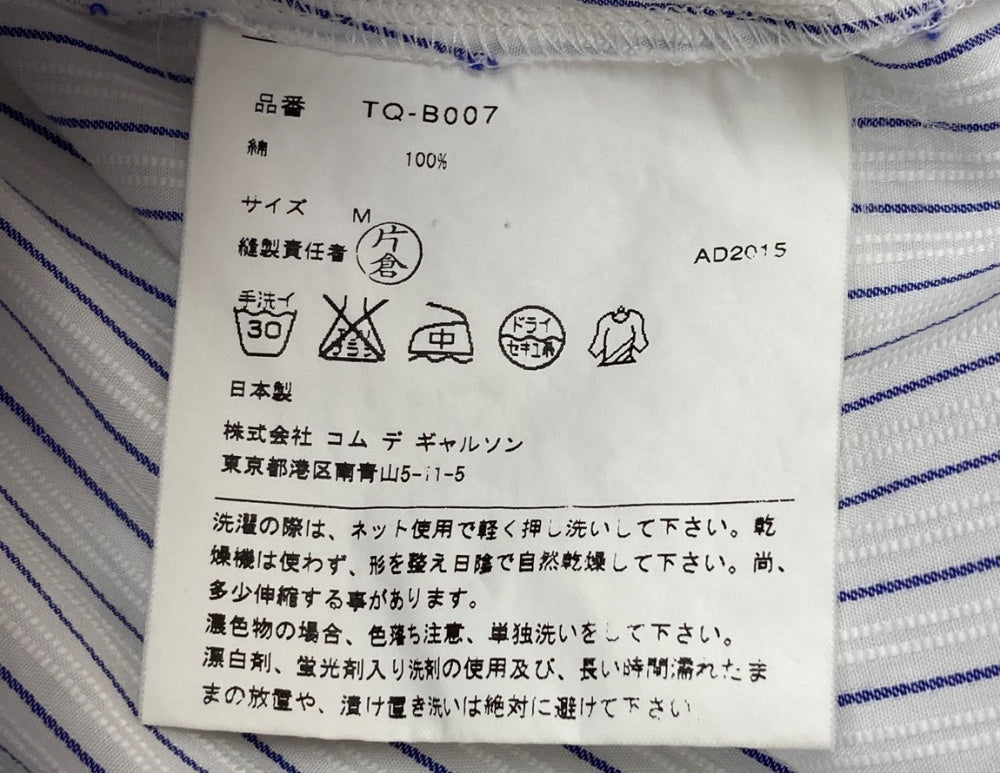 品番 TQ-B007
綿 100%
サイズ M
縫製責任者 片倉
AD2015
手洗イ
30
エンソ
サラシ
中
ドライ
セキユ系
日本製
株式会社 コム デ ギャルソン
東京都港区南青山5-11-5
洗濯の際は、ネット使用で軽く押し洗いして下さい。乾
燥機は使わず、形を整え日陰で自然乾燥して下さい。尚、
多少伸縮する事があります。
濃色物の場合、色落ち注意、単独洗いをして下さい。
漂白剤、蛍光剤入り洗剤の使用及び、長い時間濡れたま
まの放置や、漬け置き洗いは絶対に避けて下さい